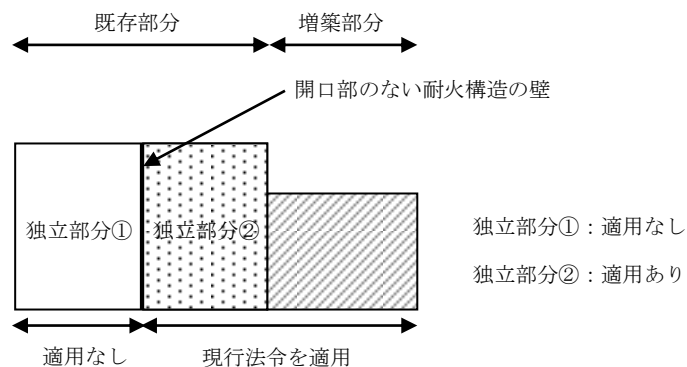 既存部分
増築部分
開口部のない耐火構造の壁
独立部分①
独立部分②
独立部分①:適用なし
独立部分②:適用あり
適用なし
現行法令を適用